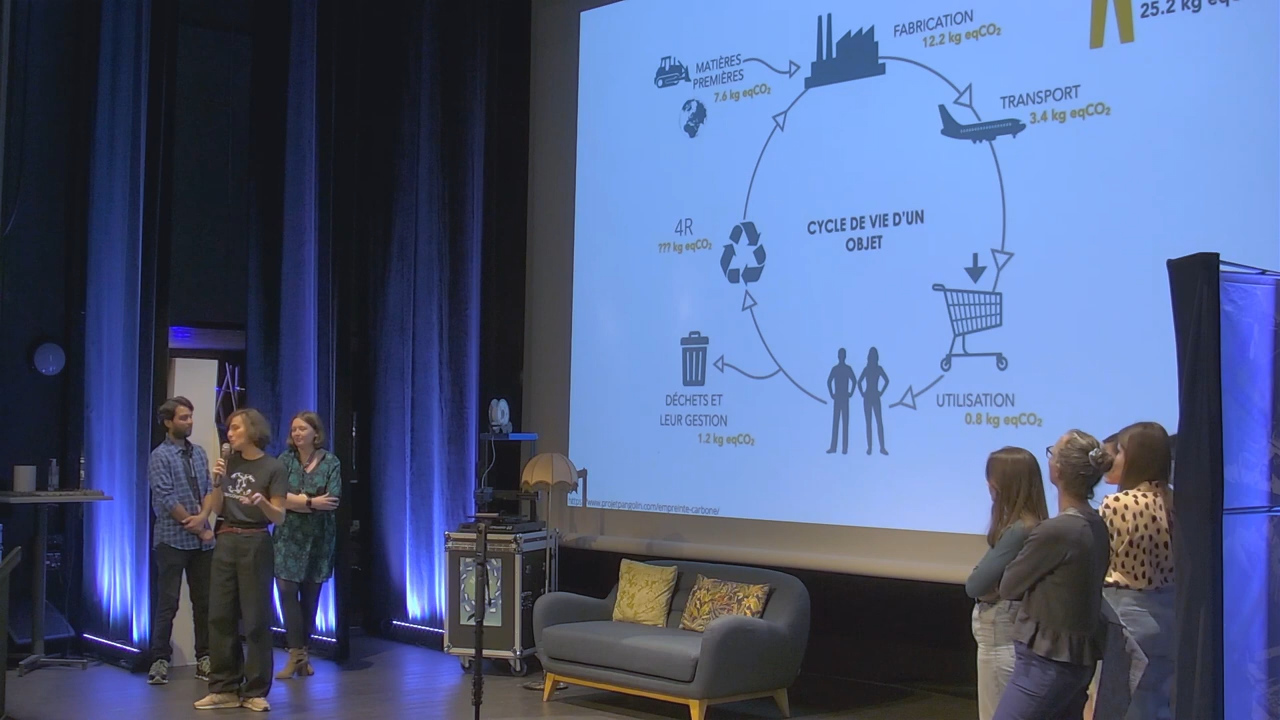 25.2 kg eqCO₂
FABRICATION
12.2 kg eqCO₂
MATIÈRES
PREMIÈRES
7.6 kg eqCO₂
TRANSPORT
3.4 kg eqCO₂
4R
??? kg eqCO₂
CYCLE DE VIE D'UN
OBJET
DÉCHETS ET
LEUR GESTION
1.2 kg eqCO₂
UTILISATION
0.8 kg eqCO₂
https://www.projetpangolin.com/empreinte-carbone/